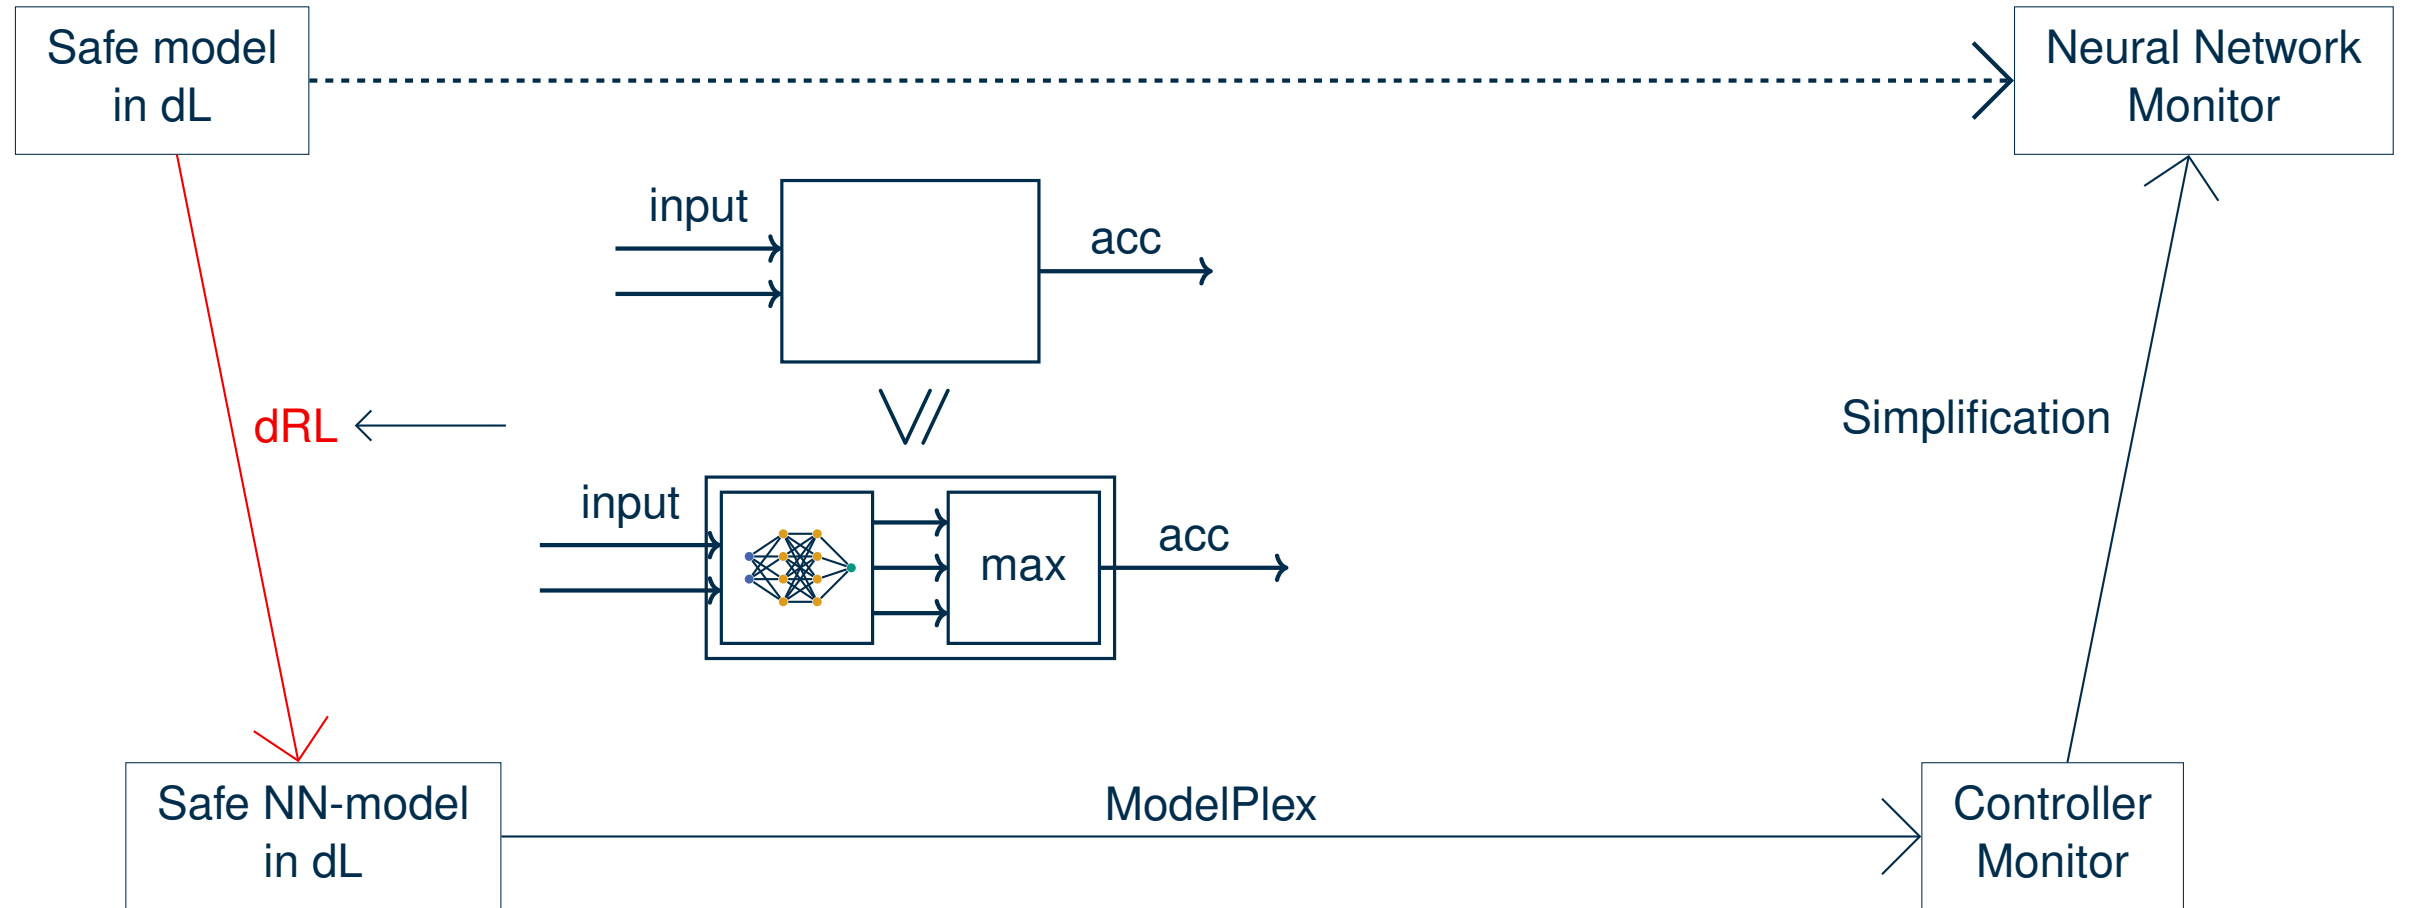 Safe model
in dL
Neural Network
Monitor
input
acc
dRL
Simplification
input
max
acc
Safe NN-model
in dL
ModelPlex
Controller
Monitor